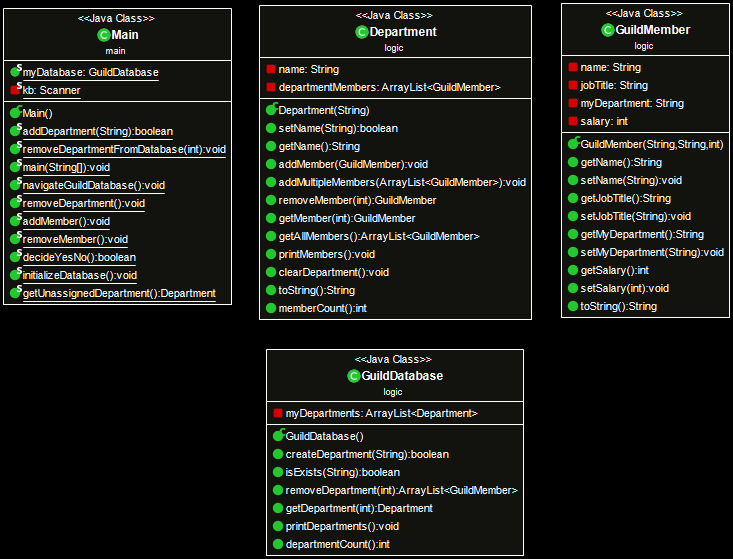 <<Java Class>>
Main
main
myDatabase: GuildDatabase
kb: Scanner
Main()
addDepartment(String):boolean
removeDepartmentFromDatabase(int):void
main(String[]):void
navigateGuildDatabase():void
removeDepartment():void
addMember():void
removeMember():void
decideYesNo():boolean
initializeDatabase():void
getUnassignedDepartment():Department
<<Java Class>>
Department
logic
name: String
departmentMembers: ArrayList<GuildMember>
Department(String)
setName(String):boolean
getName():String
addMember(GuildMember):void
addMultipleMembers(ArrayList<GuildMember>):void
removeMember(int):GuildMember
getMember(int):GuildMember
getAllMembers():ArrayList<GuildMember>
printMembers():void
clearDepartment():void
toString():String
memberCount():int
<<Java Class>>
GuildMember
logic
name: String
jobTitle: String
myDepartment: String
salary: int
GuildMember(String,String,int)
getName():String
setName(String):void
getJobTitle():String
setJobTitle(String):void
getMyDepartment():String
setMyDepartment(String):void
getSalary():int
setSalary(int):void
toString():String
<<Java Class>>
GuildDatabase
logic
myDepartments: ArrayList<Department>
GuildDatabase()
createDepartment(String):boolean
isExists(String):boolean
removeDepartment(int):ArrayList<GuildMember>
getDepartment(int):Department
printDepartments():void
departmentCount():int